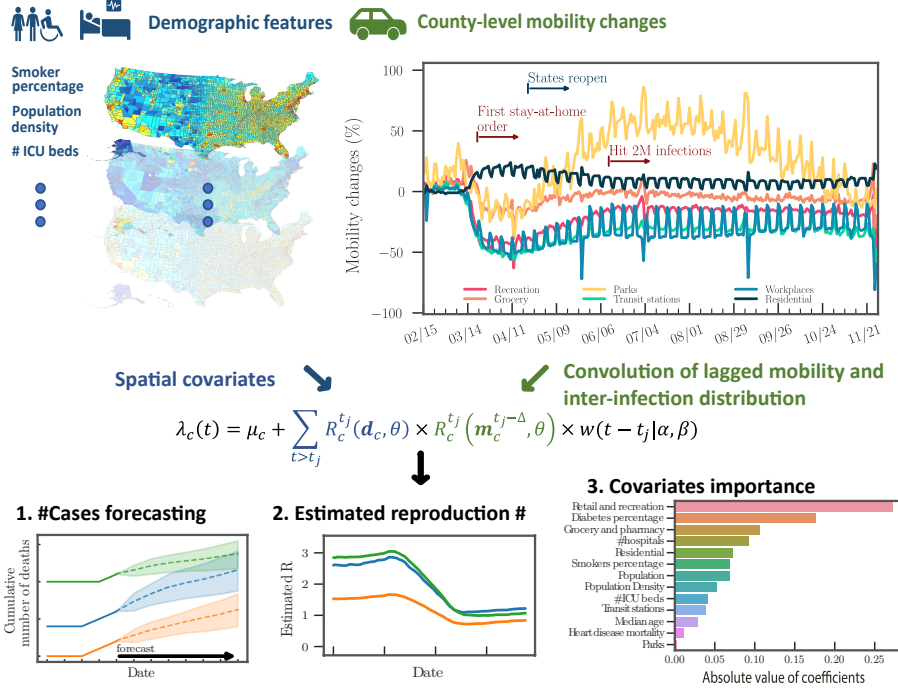 Demographic features
County-level mobility changes
Smoker
percentage
Population
density
# ICU beds
Mobility changes (%)
100
50
0
−50
−100
States reopen
First stay-at-home
order
Hit 2M infections
Recreation
Grocery
Parks
Transit stations
Workplaces
Residential
02/15 03/14 04/11 05/09 06/06 07/04 08/01 08/29 09/26 10/24 11/21
Spatial covariates
Convolution of lagged mobility and
inter-infection distribution
λ_c(t) = μ_c + ∑_{t>t_j} R_c^{t_j}(d_c, θ) × R_c^{t_j}(m_c^{t_j−Δ}, θ) × w(t − t_j|α, β)
1. #Cases forecasting
Cumulative
number of deaths
forecast
Date
2. Estimated reproduction #
Estimated R
3
2
1
0
Date
3. Covariates importance
Retail and recreation
Diabetes percentage
Grocery and pharmacy
#hospitals
Residential
Smokers percentage
Population
Population Density
#ICU beds
Transit stations
Median age
Heart disease mortality
Parks
0.00 0.05 0.10 0.15 0.20 0.25
Absolute value of coefficients